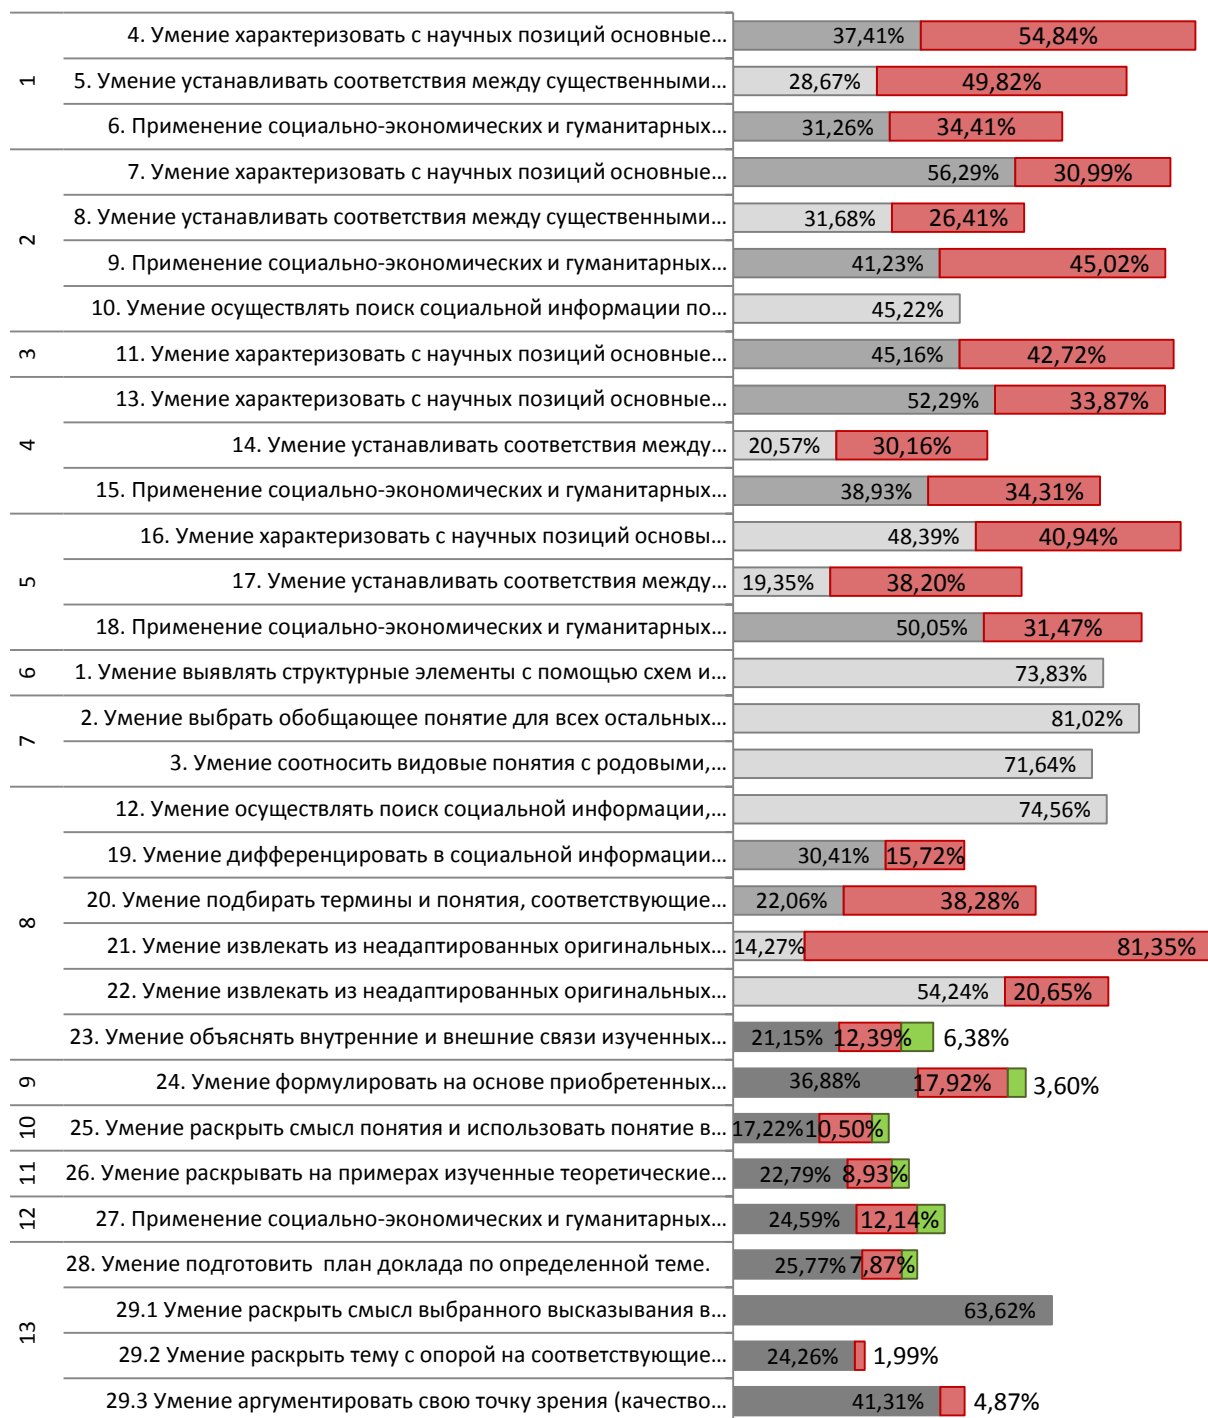 1
4. Умение характеризовать с научных позиций основные... 37,41% 54,84%
5. Умение устанавливать соответствия между существенными... 28,67% 49,82%
6. Применение социально-экономических и гуманитарных... 31,26% 34,41%
2
7. Умение характеризовать с научных позиций основные... 56,29% 30,99%
8. Умение устанавливать соответствия между существенными... 31,68% 26,41%
9. Применение социально-экономических и гуманитарных... 41,23% 45,02%
10. Умение осуществлять поиск социальной информации по... 45,22%
3
11. Умение характеризовать с научных позиций основные... 45,16% 42,72%
4
13. Умение характеризовать с научных позиций основные... 52,29% 33,87%
14. Умение устанавливать соответствия между... 20,57% 30,16%
15. Применение социально-экономических и гуманитарных... 38,93% 34,31%
5
16. Умение характеризовать с научных позиций основы... 48,39% 40,94%
17. Умение устанавливать соответствия между... 19,35% 38,20%
18. Применение социально-экономических и гуманитарных... 50,05% 31,47%
6
1. Умение выявлять структурные элементы с помощью схем и... 73,83%
7
2. Умение выбрать обобщающее понятие для всех остальных... 81,02%
3. Умение соотносить видовые понятия с родовыми,... 71,64%
8
12. Умение осуществлять поиск социальной информации,... 74,56%
19. Умение дифференцировать в социальной информации... 30,41% 15,72%
20. Умение подбирать термины и понятия, соответствующие... 22,06% 38,28%
21. Умение извлекать из неадаптированных оригинальных... 14,27% 81,35%
22. Умение извлекать из неадаптированных оригинальных... 54,24% 20,65%
23. Умение объяснять внутренние и внешние связи изученных... 21,15% 12,39% 6,38%
9
24. Умение формулировать на основе приобретенных... 36,88% 17,92% 3,60%
10
25. Умение раскрыть смысл понятия и использовать понятие в... 17,22% 10,50%
11
26. Умение раскрывать на примерах изученные теоретические... 22,79% 8,93%
12
27. Применение социально-экономических и гуманитарных... 24,59% 12,14%
13
28. Умение подготовить план доклада по определенной теме. 25,77% 7,87%
29.1 Умение раскрыть смысл выбранного высказывания в... 63,62%
29.2 Умение раскрыть тему с опорой на соответствующие... 24,26% 1,99%
29.3 Умение аргументировать свою точку зрения (качество... 41,31% 4,87%